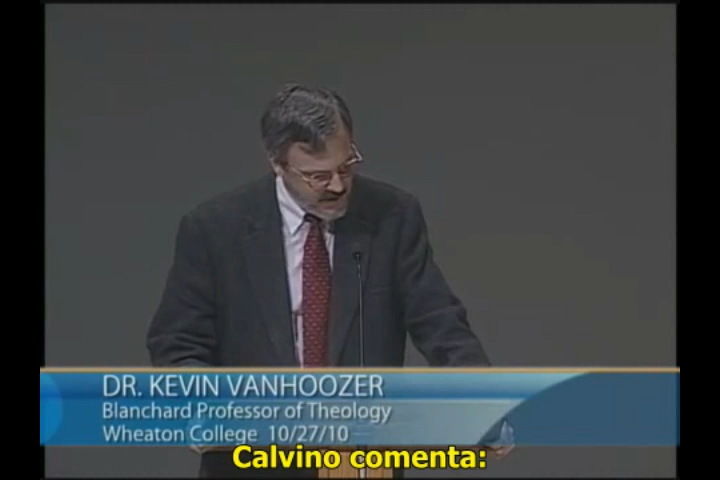 DR. KEVIN VANHOOZER
Blanchard Professor of Theology
Wheaton College 10/27/10
Calvino comenta: